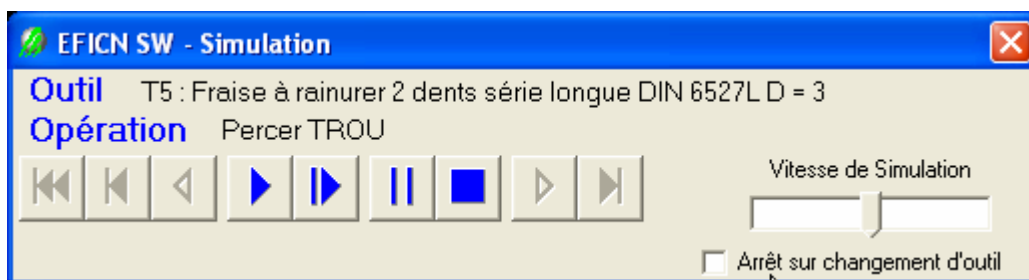 EFICN SW - Simulation
Outil T5 : Fraise à rainurer 2 dents série longue DIN 6527L D = 3
Opération Percer TROU
Vitesse de Simulation
Arrêt sur changement d'outil